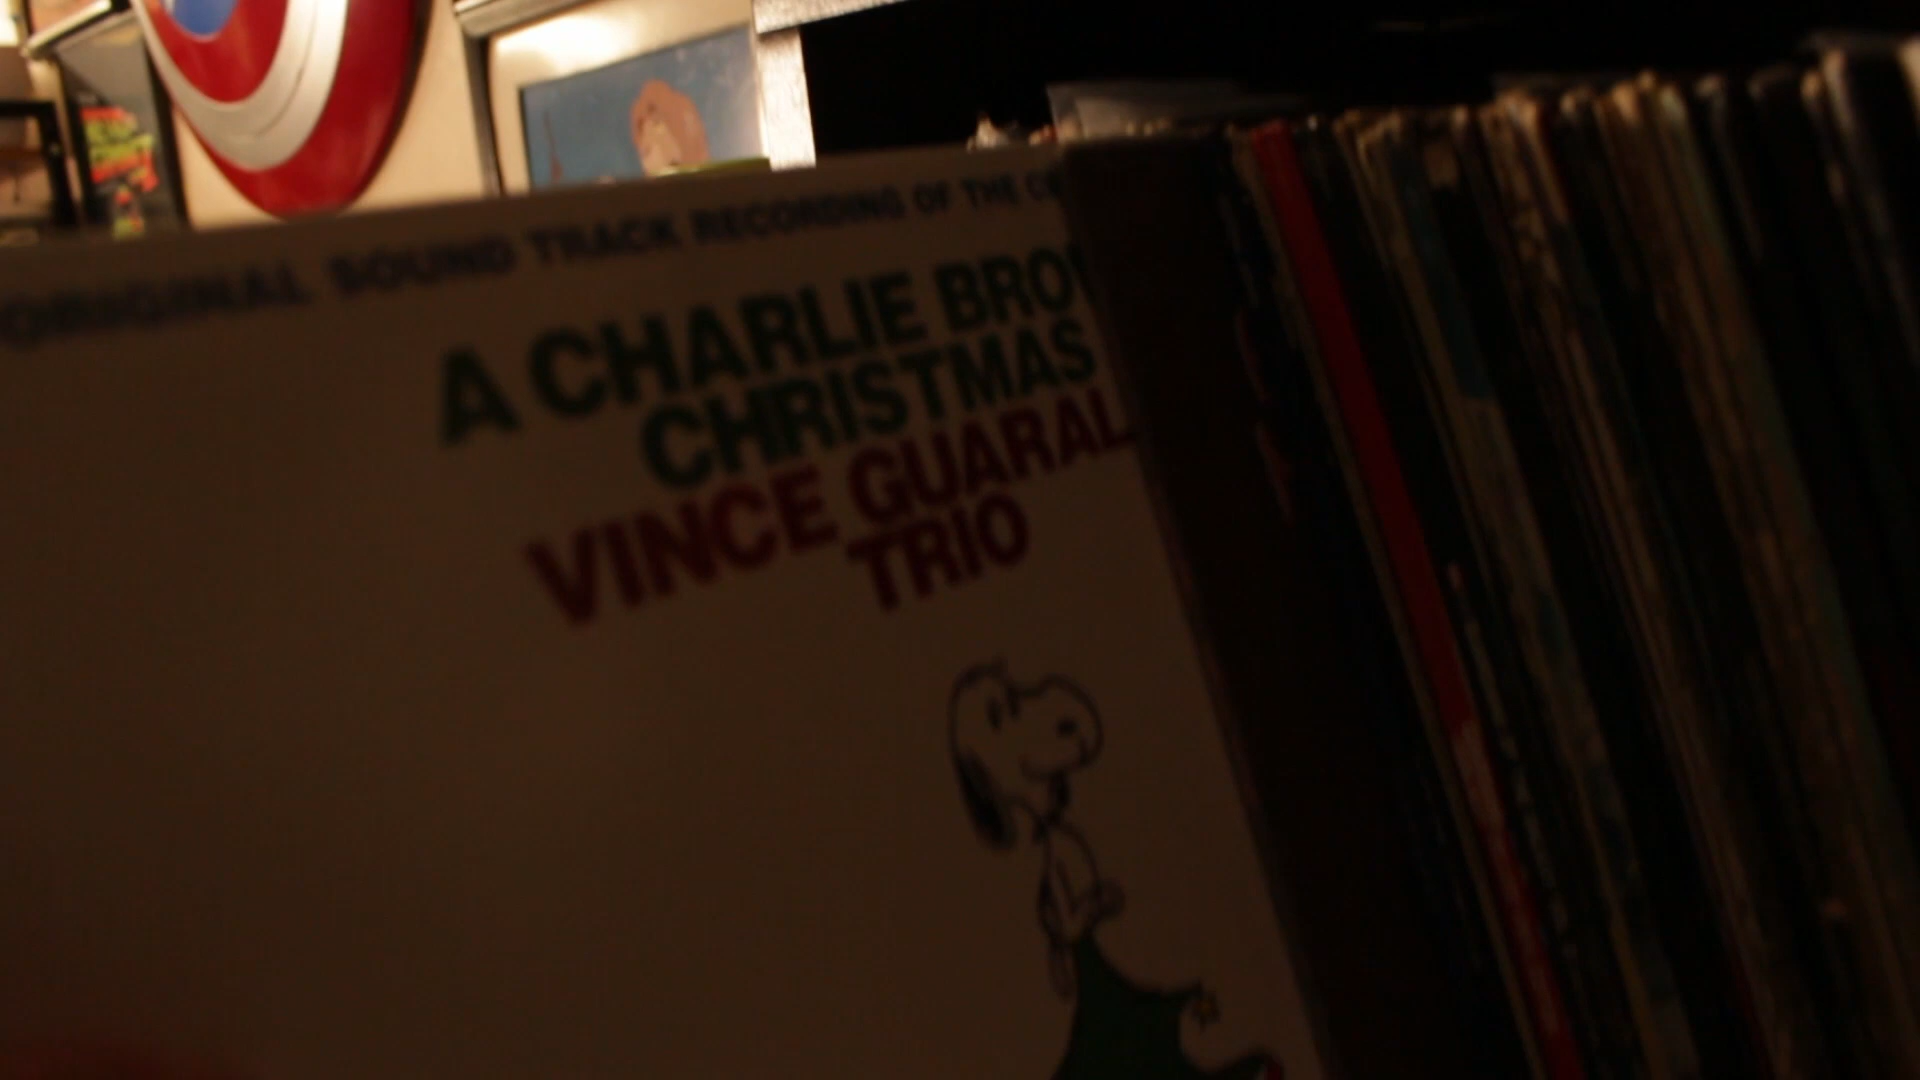 ORIGINAL SOUND TRACK RECORDING OF THE
A CHARLIE BRO
CHRISTMAS
VINCE GUARAL
TRIO